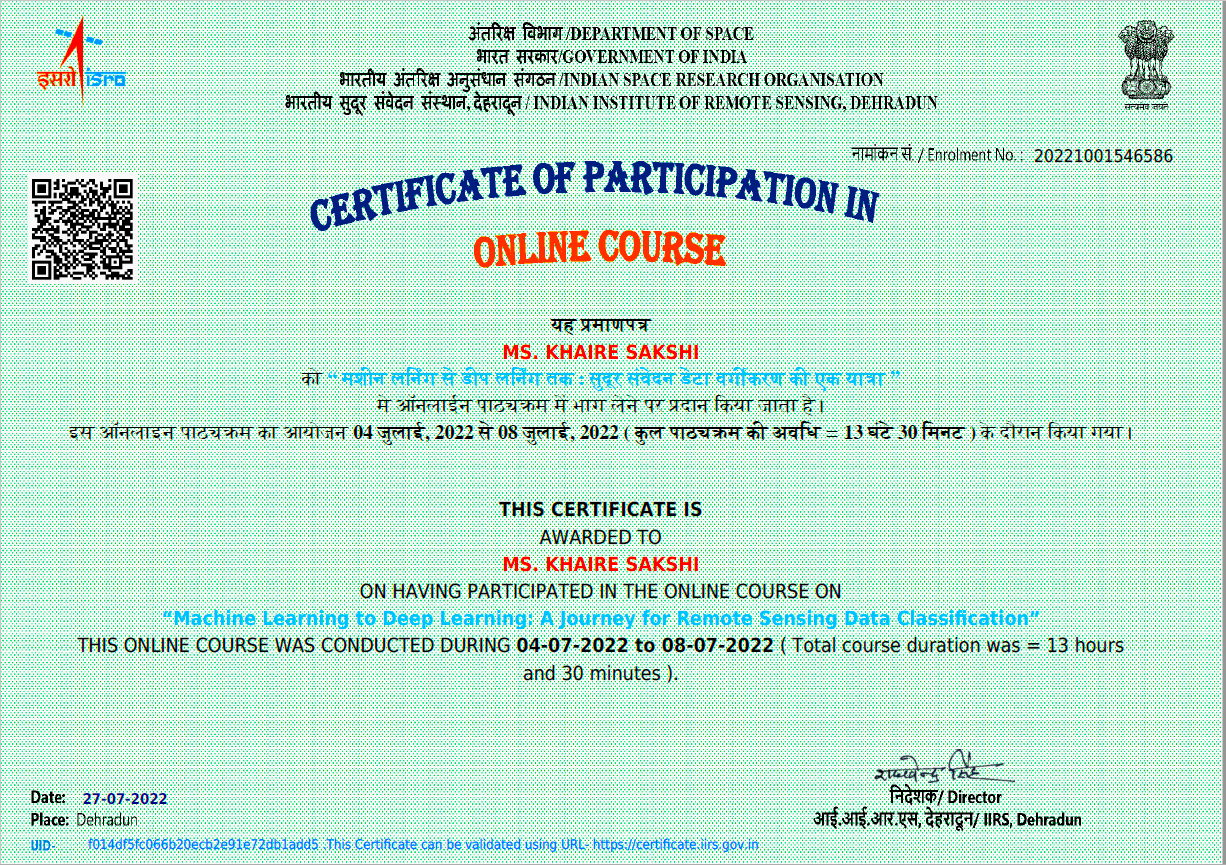 इसरो isro
अंतरिक्ष विभाग /DEPARTMENT OF SPACE
भारत सरकार/GOVERNMENT OF INDIA
भारतीय अंतरिक्ष अनुसंधान संगठन /INDIAN SPACE RESEARCH ORGANISATION
भारतीय सुदूर संवेदन संस्थान, देहरादून / INDIAN INSTITUTE OF REMOTE SENSING, DEHRADUN
सत्यमेव जयते
नामांकन सं. / Enrolment No. : 20221001546586
CERTIFICATE OF PARTICIPATION IN
ONLINE COURSE
यह प्रमाणपत्र
MS. KHAIRE SAKSHI
को “ मशीन लर्निंग से डीप लर्निंग तक : सुदूर संवेदन डेटा वर्गीकरण की एक यात्रा ”
में ऑनलाईन पाठ्यक्रम में भाग लेने पर प्रदान किया जाता है।
इस ऑनलाइन पाठ्यक्रम का आयोजन 04 जुलाई, 2022 से 08 जुलाई, 2022 ( कुल पाठ्यक्रम की अवधि = 13 घंटे 30 मिनट ) के दौरान किया गया।
THIS CERTIFICATE IS
AWARDED TO
MS. KHAIRE SAKSHI
ON HAVING PARTICIPATED IN THE ONLINE COURSE ON
“Machine Learning to Deep Learning: A Journey for Remote Sensing Data Classification”
THIS ONLINE COURSE WAS CONDUCTED DURING 04-07-2022 to 08-07-2022 ( Total course duration was = 13 hours
and 30 minutes ).
निदेशक/ Director
आई.आई.आर.एस, देहरादून/ IIRS, Dehradun
Date: 27-07-2022
Place: Dehradun
UID- f014df5fc066b20ecb2e91e72db1add5 .This Certificate can be validated using URL- https://certificate.iirs.gov.in